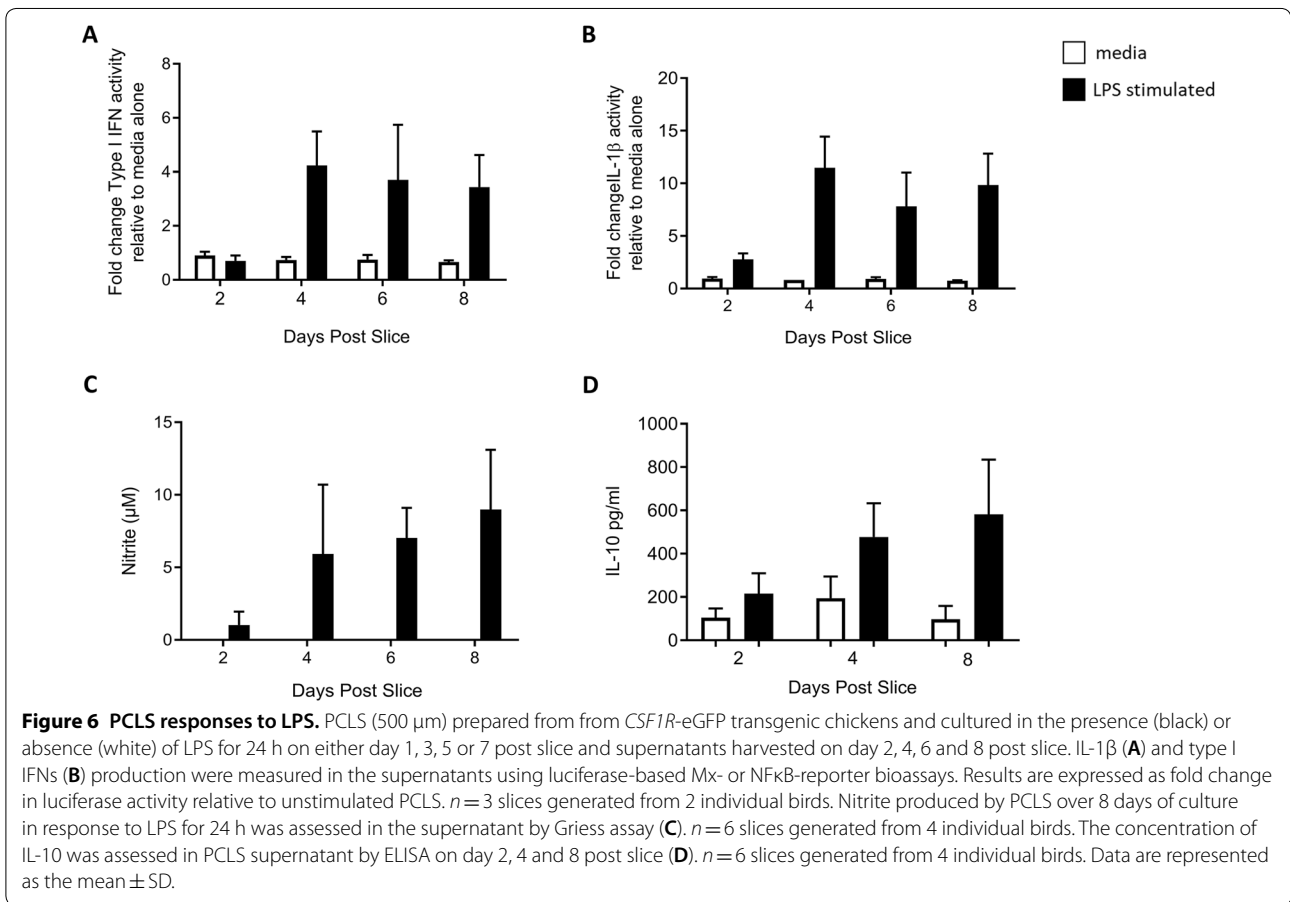 A
Fold change Type I IFN activity
relative to media alone
8
6
4
2
0
2 4 6 8
Days Post Slice
B
Fold changeIL-1β activity
relative to media alone
20
15
10
5
0
2 4 6 8
Days Post Slice
media
LPS stimulated
C
Nitrite (µM)
15
10
5
0
2 4 6 8
Days Post Slice
D
IL-10 pg/ml
1000
800
600
400
200
0
2 4 8
Days Post Slice
Figure 6 PCLS responses to LPS. PCLS (500 µm) prepared from from CSF1R-eGFP transgenic chickens and cultured in the presence (black) or
absence (white) of LPS for 24 h on either day 1, 3, 5 or 7 post slice and supernatants harvested on day 2, 4, 6 and 8 post slice. IL-1β (A) and type I
IFNs (B) production were measured in the supernatants using luciferase-based Mx- or NFκB-reporter bioassays. Results are expressed as fold change
in luciferase activity relative to unstimulated PCLS. n = 3 slices generated from 2 individual birds. Nitrite produced by PCLS over 8 days of culture
in response to LPS for 24 h was assessed in the supernatant by Griess assay (C). n = 6 slices generated from 4 individual birds. The concentration of
IL-10 was assessed in PCLS supernatant by ELISA on day 2, 4 and 8 post slice (D). n = 6 slices generated from 4 individual birds. Data are represented
as the mean ± SD.